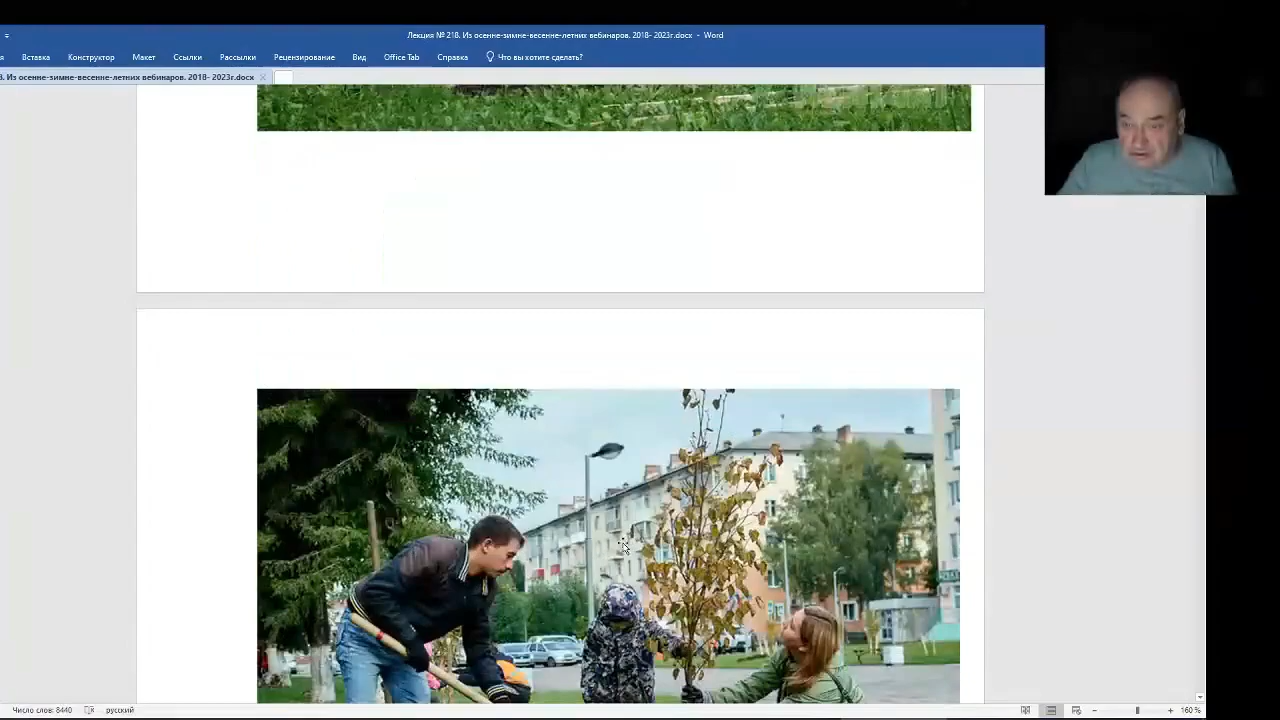 Лекция № 218. Из осенне-зимне-весенне-летних вебинаров. 2018- 2023г.docx - Word
я Вставка Конструктор Макет Ссылки Рассылки Рецензирование Вид Office Tab Справка Что вы хотите сделать?
3. Из осенне-зимне-весенне-летних вебинаров. 2018- 2023г.docx
Число слов: 8440 русский 160 %